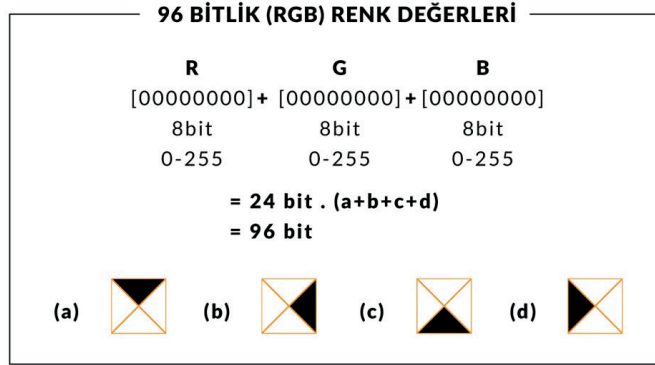 96 BİTLİK (RGB) RENK DEĞERLERİ
R G B
[00000000] + [00000000] + [00000000]
8bit 8bit 8bit
0-255 0-255 0-255
= 24 bit . (a+b+c+d)
= 96 bit
(a) (b) (c) (d)